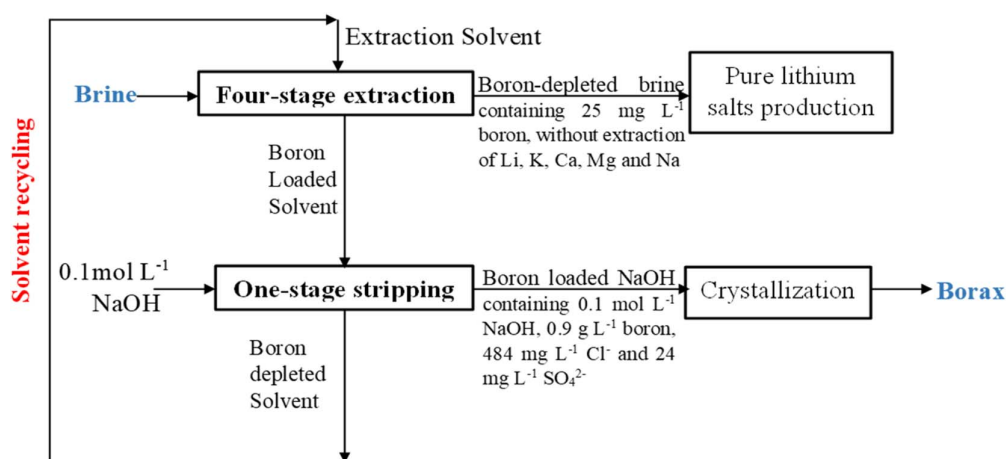 Extraction Solvent
Brine
Four-stage extraction
Boron-depleted brine
containing 25 mg L⁻¹
boron, without extraction
of Li, K, Ca, Mg and Na
Pure lithium
salts production
Boron
Loaded
Solvent
Solvent recycling
0.1mol L⁻¹
NaOH
One-stage stripping
Boron loaded NaOH
containing 0.1 mol L⁻¹
NaOH, 0.9 g L⁻¹ boron,
484 mg L⁻¹ Cl⁻ and 24
mg L⁻¹ SO₄²⁻
Crystallization
Borax
Boron
depleted
Solvent